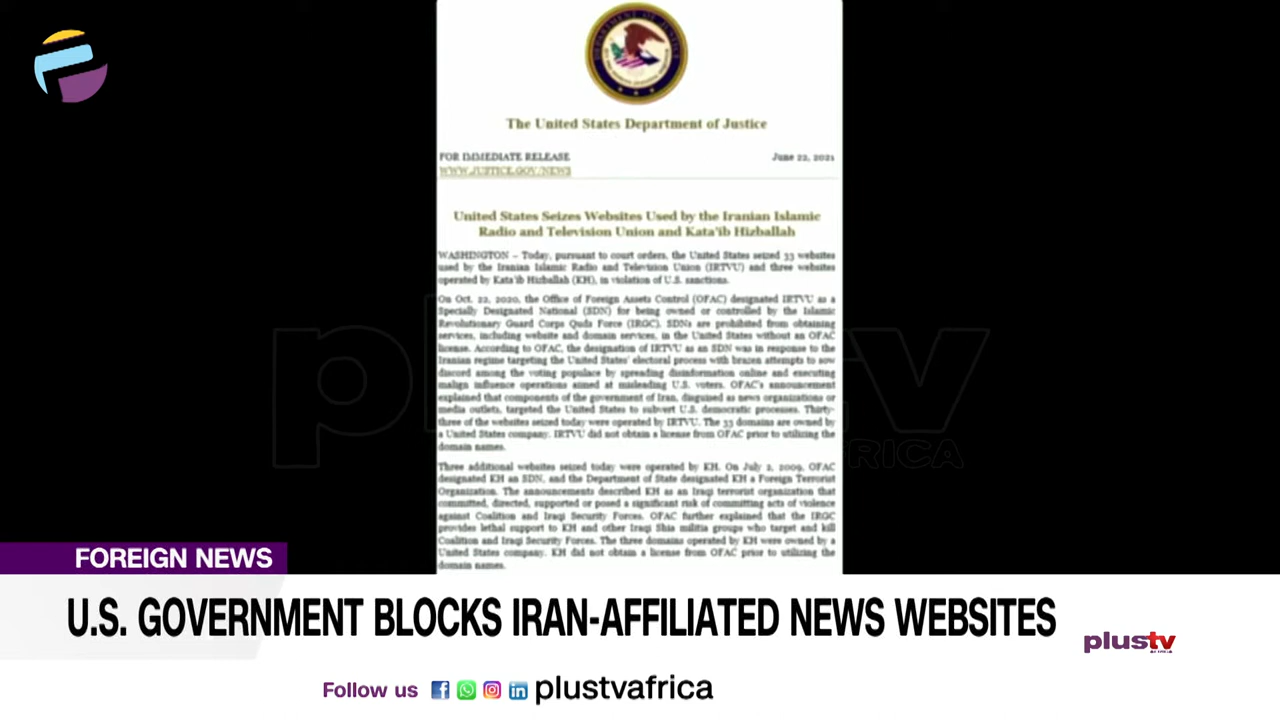 The United States Department of Justice
FOR IMMEDIATE RELEASE
June 22, 2021
WWW.JUSTICE.GOV/NEWS
United States Seizes Websites Used by the Iranian Islamic
Radio and Television Union and Kata'ib Hizballah
WASHINGTON – Today, pursuant to court orders, the United States seized 33 websites
used by the Iranian Islamic Radio and Television Union (IRTVU) and three websites
operated by Kata'ib Hizballah (KH), in violation of U.S. sanctions.
On Oct. 22, 2020, the Office of Foreign Assets Control (OFAC) designated IRTVU as a
Specially Designated National (SDN) for being owned or controlled by the Islamic
Revolutionary Guard Corps Quds Force (IRGC). SDNs are prohibited from obtaining
services, including website and domain services, in the United States without an OFAC
license. According to OFAC, the designation of IRTVU as an SDN was in response to the
Iranian regime targeting the United States' electoral process with brazen attempts to sow
discord among the voting populace by spreading disinformation online and executing
malign influence operations aimed at misleading U.S. voters. OFAC's announcement
explained that components of the government of Iran, disguised as news organizations or
media outlets, targeted the United States to subvert U.S. democratic processes. Thirty-
three of the websites seized today were operated by IRTVU. The 33 domains are owned by
a United States company. IRTVU did not obtain a license from OFAC prior to utilizing the
domain names.
Three additional websites seized today were operated by KH. On July 2, 2009, OFAC
designated KH an SDN, and the Department of State designated KH a Foreign Terrorist
Organization. The announcements described KH as an Iraqi terrorist organization that
committed, directed, supported or posed a significant risk of committing acts of violence
against Coalition and Iraqi Security Forces. OFAC further explained that the IRGC
provides lethal support to KH and other Iraqi Shia militia groups who target and kill
Coalition and Iraqi Security Forces. The three domains operated by KH were owned by a
United States company. KH did not obtain a license from OFAC prior to utilizing the
domain names.
plustv
AFRICA
FOREIGN NEWS
U.S. GOVERNMENT BLOCKS IRAN-AFFILIATED NEWS WEBSITES
plustv
Follow us plustvafrica